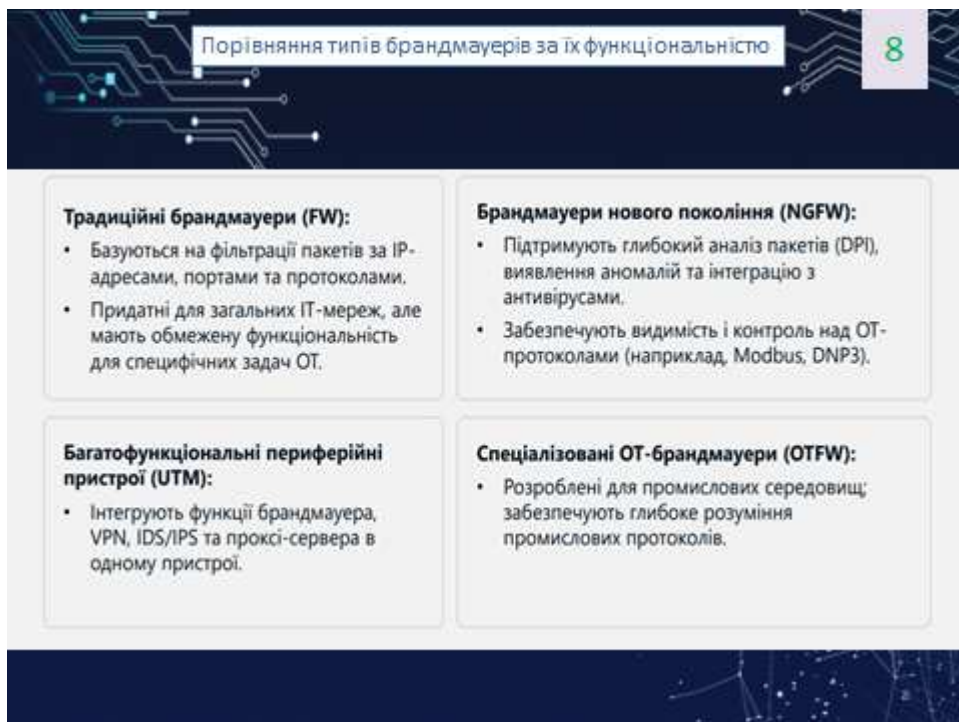 Порівняння типів брандмауерів за їх функціональністю
8
Традиційні брандмауери (FW):
• Базуються на фільтрації пакетів за IP-
адресами, портами та протоколами.
• Придатні для загальних ІТ-мереж, але
мають обмежену функціональність
для специфічних задач ОТ.
Брандмауери нового покоління (NGFW):
• Підтримують глибокий аналіз пакетів (DPI),
виявлення аномалій та інтеграцію з
антивірусами.
• Забезпечують видимість і контроль над ОТ-
протоколами (наприклад, Modbus, DNP3).
Багатофункціональні периферійні
пристрої (UTM):
• Інтегрують функції брандмауера,
VPN, IDS/IPS та проксі-сервера в
одному пристрої.
Спеціалізовані ОТ-брандмауери (OTFW):
• Розроблені для промислових середовищ;
забезпечують глибоке розуміння
промислових протоколів.